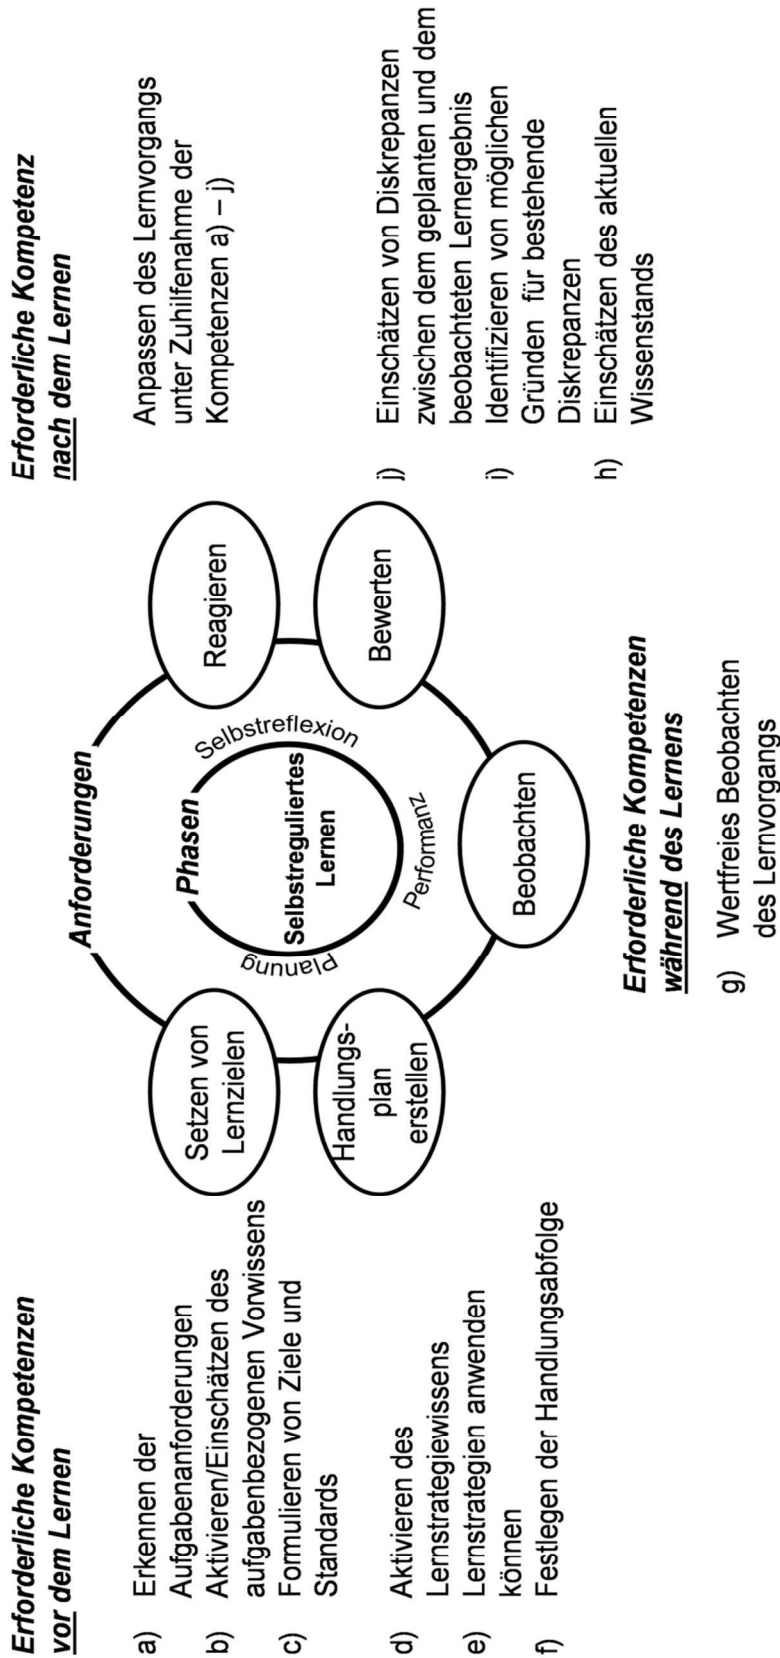 Erforderliche Kompetenzen
vor dem Lernen
a) Erkennen der
Aufgabenanforderungen
b) Aktivieren/Einschätzen des
aufgabenbezogenen Vorwissens
c) Formulieren von Ziele und
Standards
d) Aktivieren des
Lernstrategiewissens
e) Lernstrategien anwenden
können
f) Festlegen der Handlungsabfolge
Anforderungen
Phasen
Selbstreguliertes
Lernen
Planung
Performanz
Selbstreflexion
Setzen von
Lernzielen
Handlungs-
plan
erstellen
Beobachten
Bewerten
Reagieren
Erforderliche Kompetenzen
während des Lernens
g) Wertfreies Beobachten
des Lernvorgangs
Erforderliche Kompetenz
nach dem Lernen
Anpassen des Lernvorgangs
unter Zuhilfenahme der
Kompetenzen a) – j)
j) Einschätzen von Diskrepanzen
zwischen dem geplanten und dem
beobachteten Lernergebnis
i) Identifizieren von möglichen
Gründen für bestehende
Diskrepanzen
h) Einschätzen des aktuellen
Wissenstands